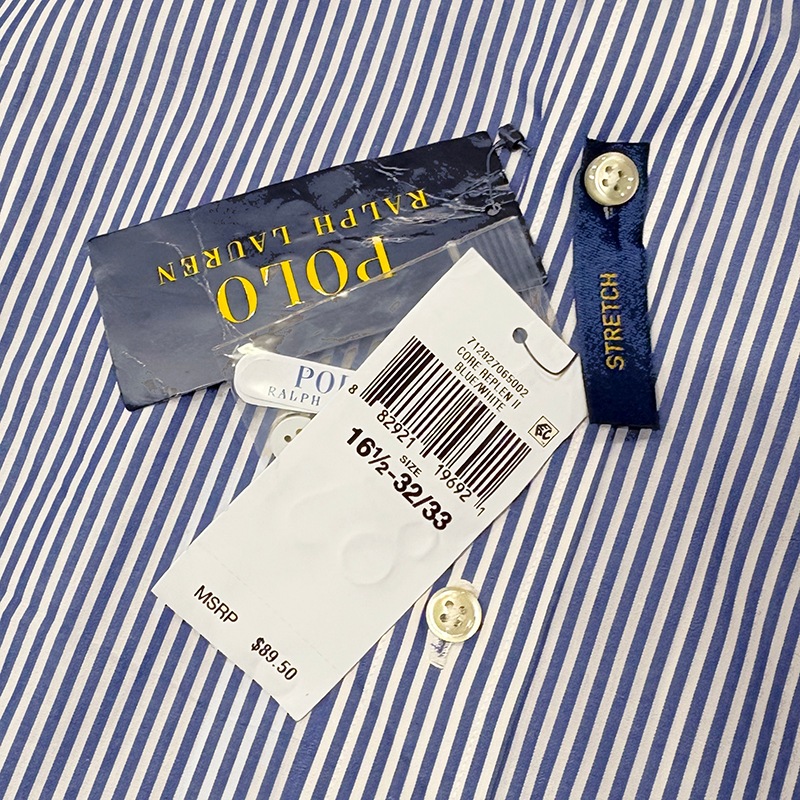 POLO
RALPH LAUREN
STRETCH
POL
RALPH
712827065002
CORE REPLEN II
BLUE/WHITE
8 82921 19692 1
SIZE
16½-32/33
MSRP
$89.50